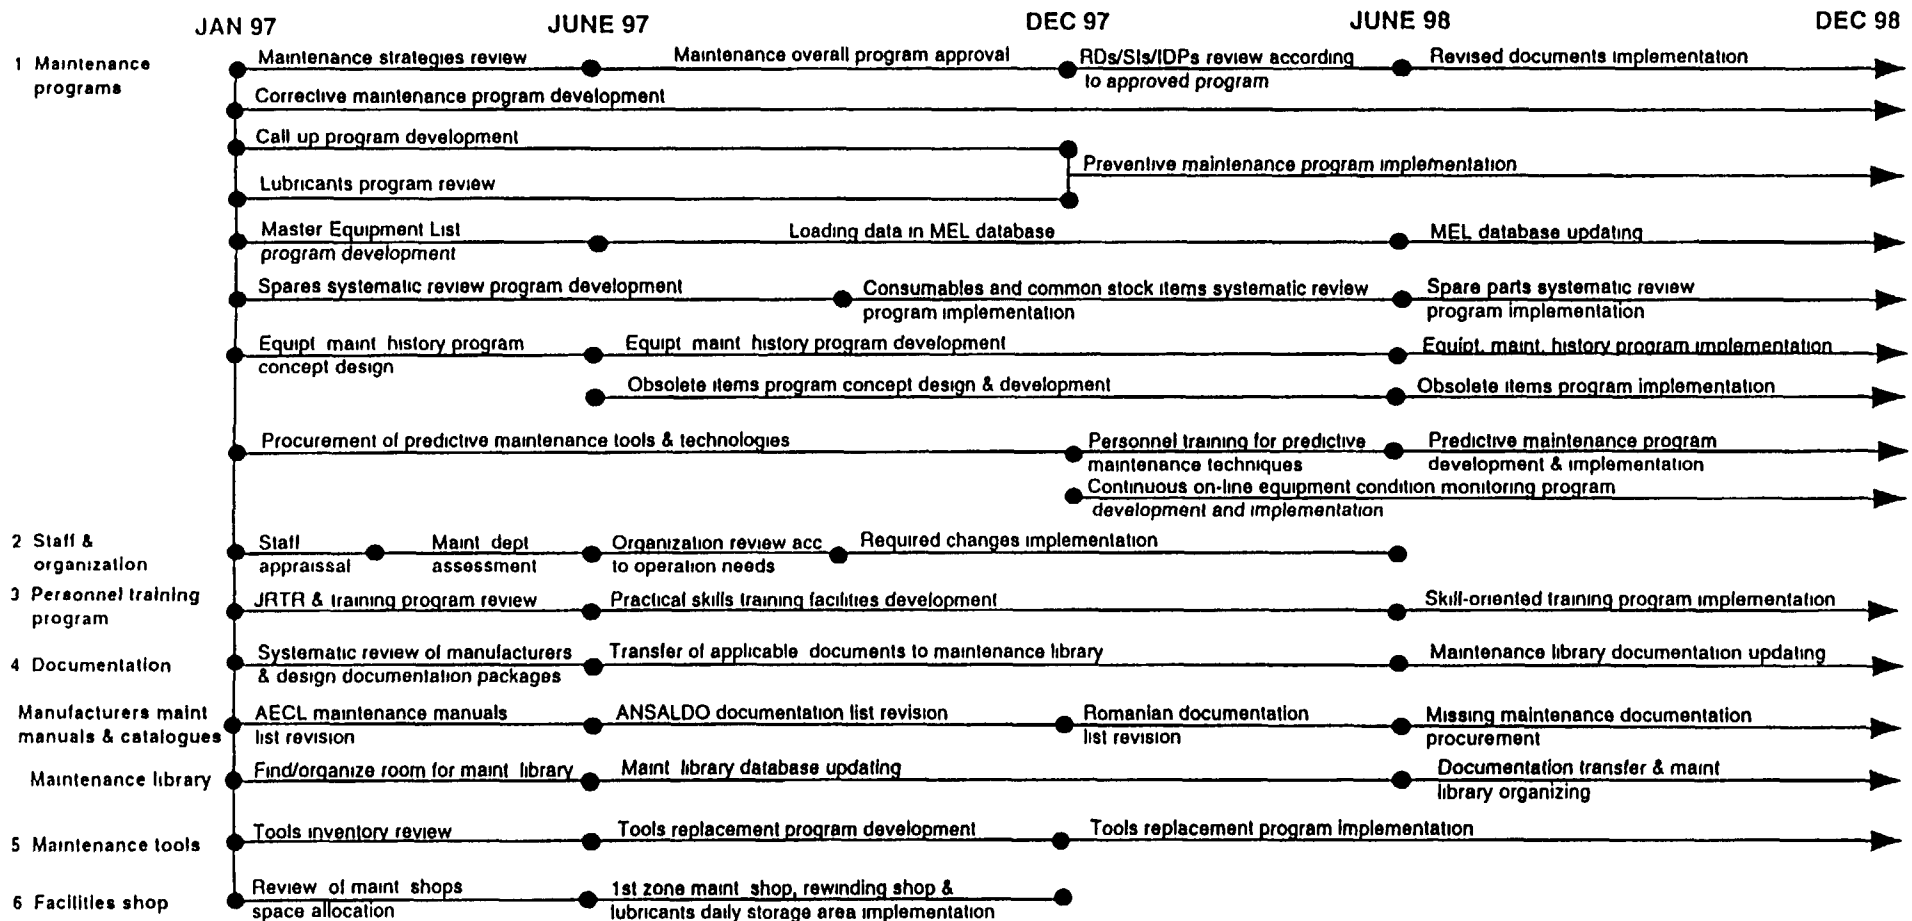 JAN 97 JUNE 97 DEC 97 JUNE 98 DEC 98
1 Maintenance programs
Maintenance strategies review
Maintenance overall program approval
RDs/SIs/IDPs review according
to approved program
Revised documents implementation
Corrective maintenance program development
Call up program development
Preventive maintenance program implementation
Lubricants program review
Master Equipment List
program development
Loading data in MEL database
MEL database updating
Spares systematic review program development
Consumables and common stock items systematic review
program implementation
Spare parts systematic review
program implementation
Equipt maint history program
concept design
Equipt maint history program development
Equipt. maint. history program implementation
Obsolete items program concept design & development
Obsolete items program implementation
Procurement of predictive maintenance tools & technologies
Personnel training for predictive
maintenance techniques
Predictive maintenance program
development & implementation
Continuous on-line equipment condition monitoring program
development and implementation
2 Staff &
organization
Staff
appraissal
Maint dept
assessment
Organization review acc
to operation needs
Required changes implementation
3 Personnel training
program
JRTR & training program review
Practical skills training facilities development
Skill-oriented training program implementation
4 Documentation
Systematic review of manufacturers
& design documentation packages
Transfer of applicable documents to maintenance library
Maintenance library documentation updating
Manufacturers maint
manuals & catalogues
AECL maintenance manuals
list revision
ANSALDO documentation list revision
Romanian documentation
list revision
Missing maintenance documentation
procurement
Maintenance library
Find/organize room for maint library
Maint library database updating
Documentation transfer & maint
library organizing
5 Maintenance tools
Tools inventory review
Tools replacement program development
Tools replacement program implementation
6 Facilities shop
Review of maint shops
space allocation
1st zone maint shop, rewinding shop &
lubricants daily storage area implementation